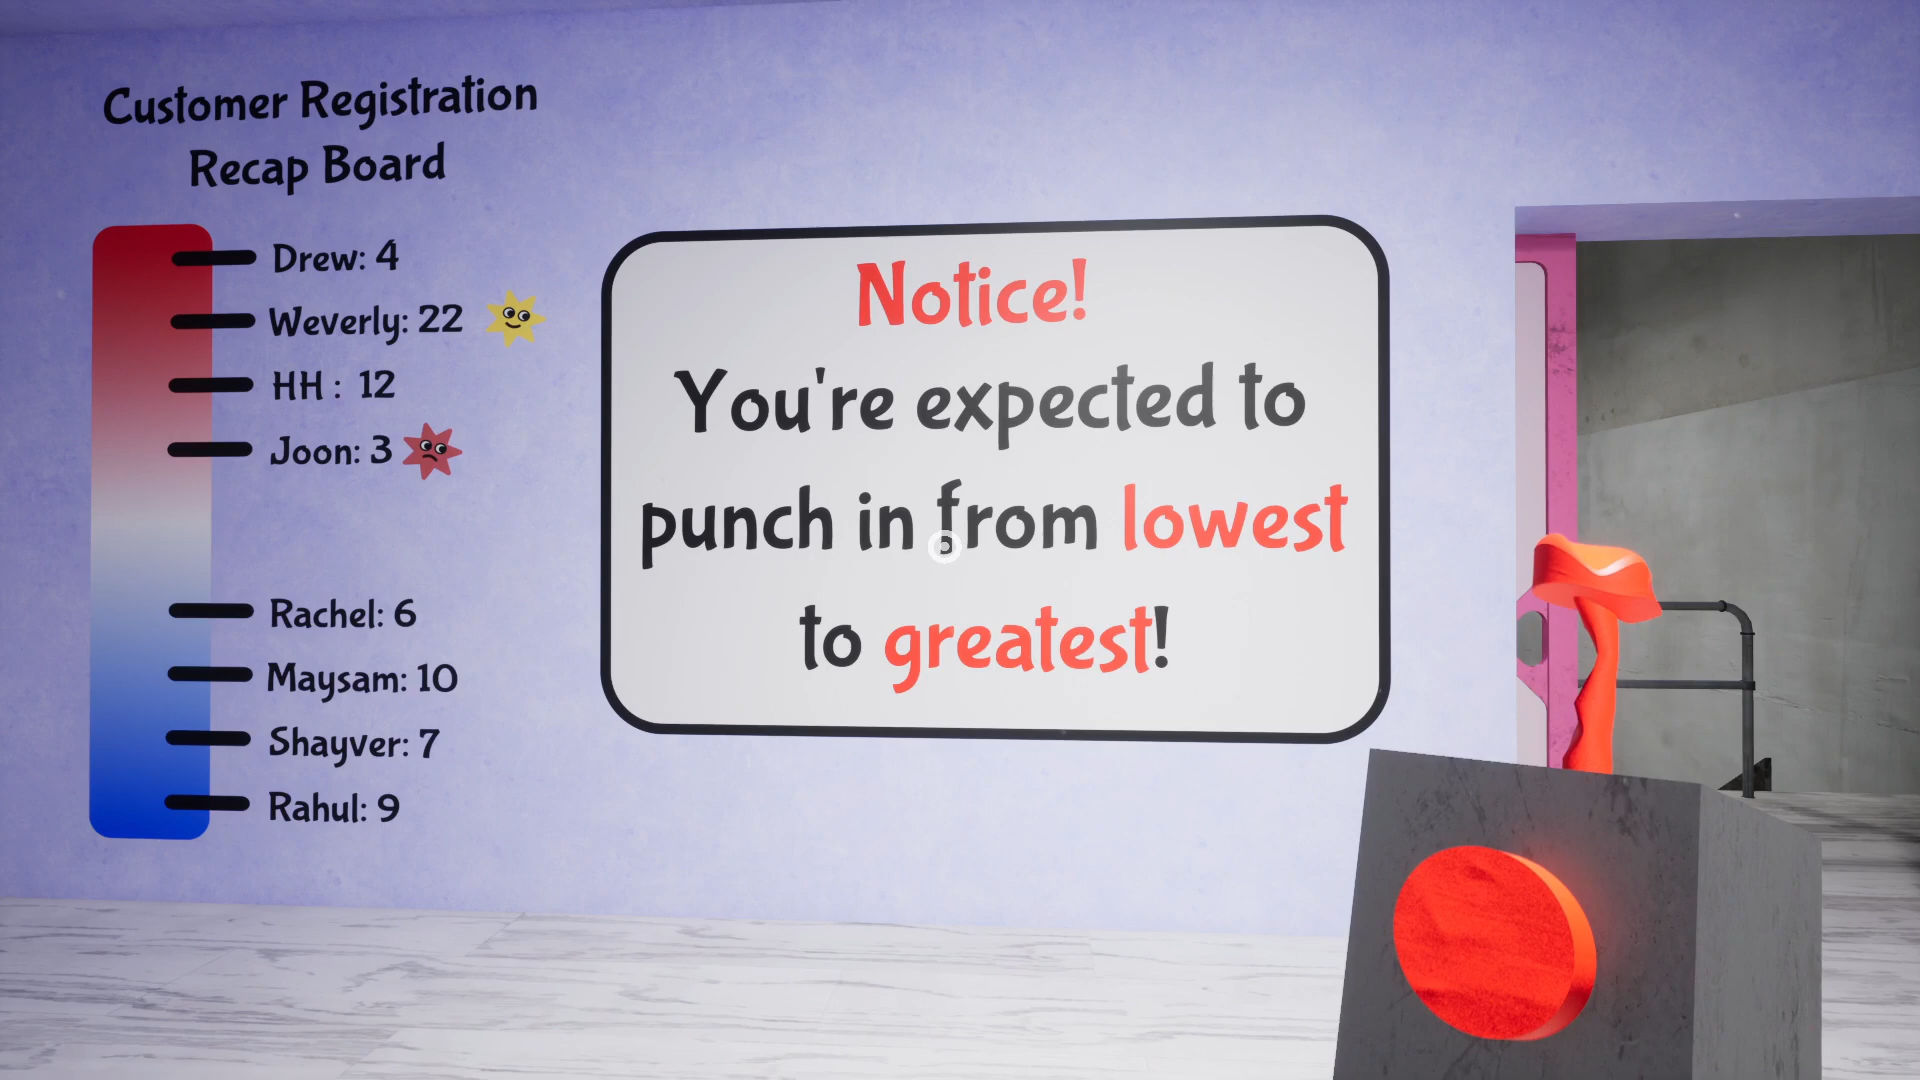 Customer Registration
Recap Board
Drew: 4
Weverly: 22
HH : 12
Joon: 3
Rachel: 6
Maysam: 10
Shayver: 7
Rahul: 9
Notice!
You're expected to
punch in from lowest
to greatest!